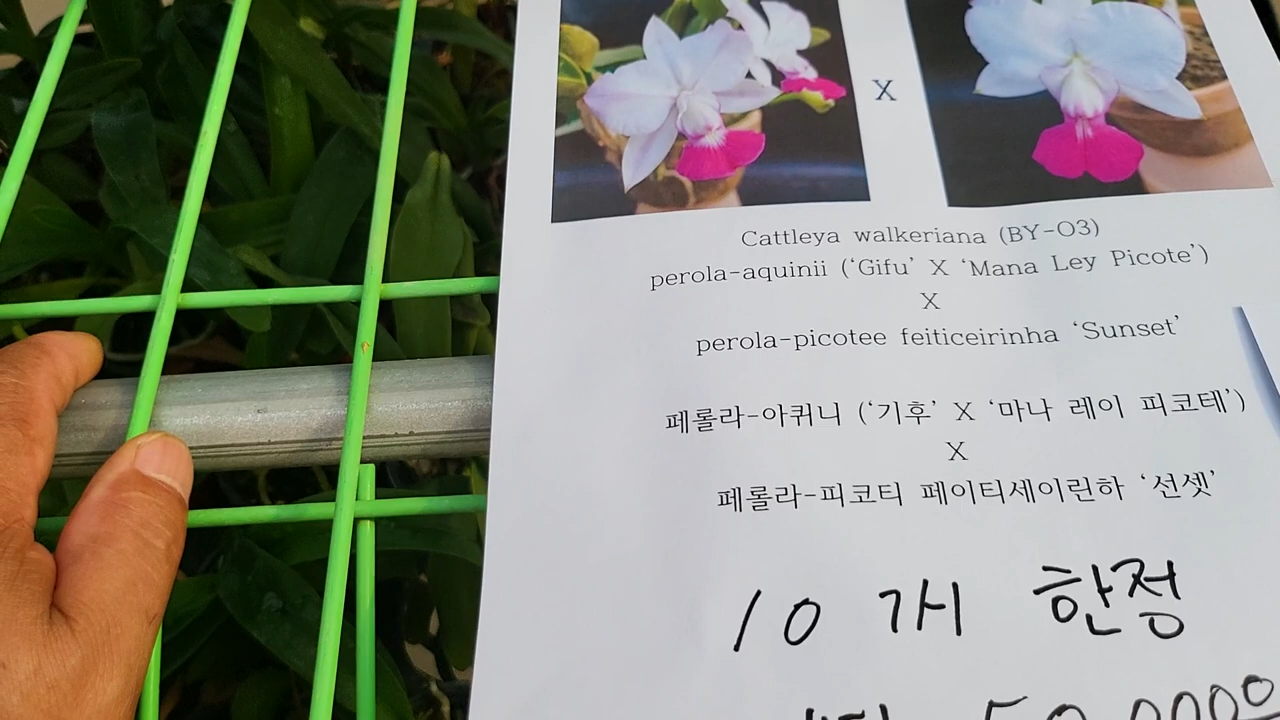 X
Cattleya walkeriana (BY-03)
perola-aquinii (‘Gifu’ X ‘Mana Ley Picote’)
X
perola-picotee feiticeirinha ‘Sunset’
페롤라-아퀴니 (‘기후’ X ‘마나 레이 피코테’)
X
페롤라-피코티 페이티세이린하 ‘선셋’
10 개 한정